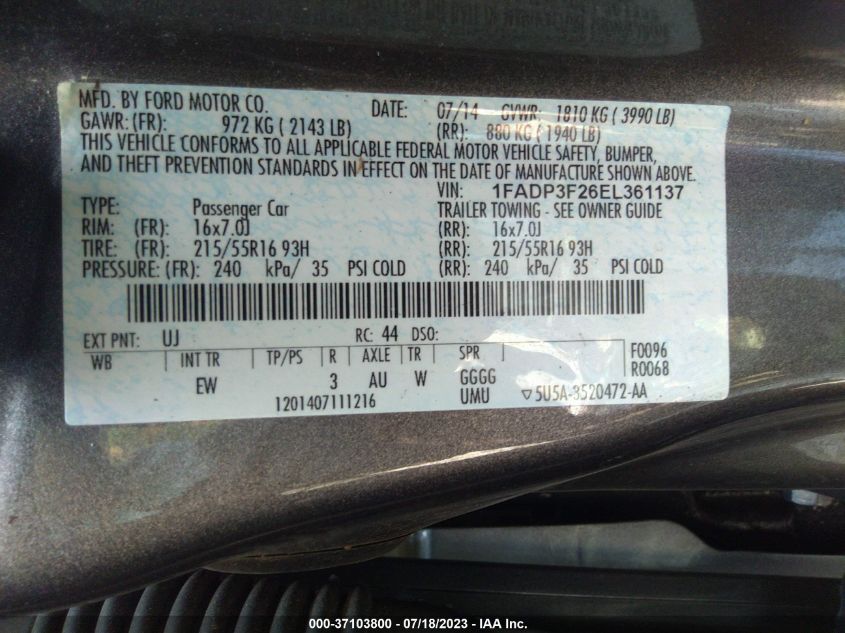 MFD. BY FORD MOTOR CO. DATE: 07/14 GVWR: 1810 KG ( 3990 LB)
GAWR: (FR): 972 KG ( 2143 LB) (RR): 880 KG ( 1940 LB)
THIS VEHICLE CONFORMS TO ALL APPLICABLE FEDERAL MOTOR VEHICLE SAFETY, BUMPER,
AND THEFT PREVENTION STANDARDS IN EFFECT ON THE DATE OF MANUFACTURE SHOWN ABOVE.
VIN: 1FADP3F26EL361137
TYPE: Passenger Car TRAILER TOWING - SEE OWNER GUIDE
RIM: (FR): 16x7.0J (RR): 16x7.0J
TIRE: (FR): 215/55R16 93H (RR): 215/55R16 93H
PRESSURE: (FR): 240 kPa/ 35 PSI COLD (RR): 240 kPa/ 35 PSI COLD
EXT PNT: UJ RC: 44 DSO:
WB INT TR TP/PS R AXLE TR SPR F0096
EW 3 AU W GGGG R0068
1201407111216 UMU ▽5U5A-3520472-AA
000-37103800 - 07/18/2023 - IAA Inc.